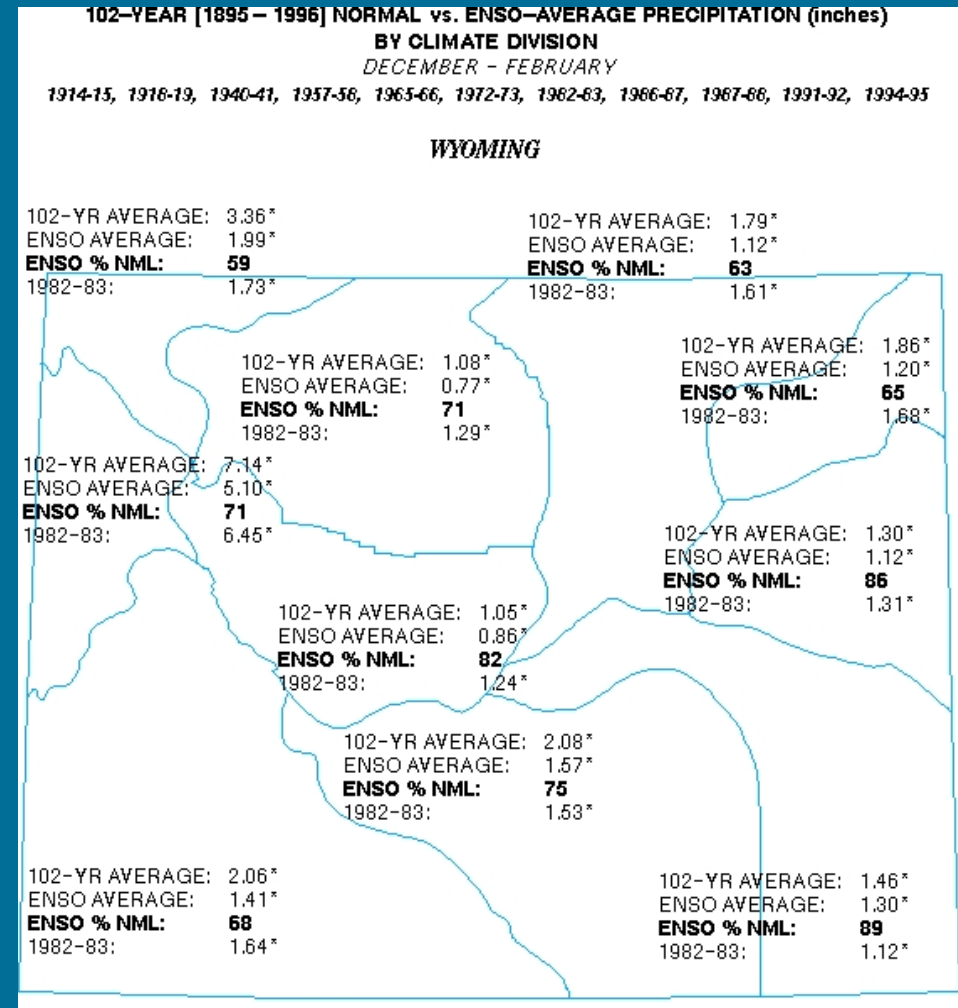 102–YEAR [1895 – 1996] NORMAL vs. ENSO–AVERAGE PRECIPITATION (inches)
BY CLIMATE DIVISION
DECEMBER – FEBRUARY
1914-15, 1918-19, 1940-41, 1957-58, 1965-66, 1972-73, 1982-83, 1986-87, 1987-88, 1991-92, 1994-95
WYOMING
102-YR AVERAGE: 3.36"
ENSO AVERAGE: 1.99"
ENSO % NML: 59
1982-83: 1.73"
102-YR AVERAGE: 1.79"
ENSO AVERAGE: 1.12"
ENSO % NML: 63
1982-83: 1.61"
102-YR AVERAGE: 1.08"
ENSO AVERAGE: 0.77"
ENSO % NML: 71
1982-83: 1.29"
102-YR AVERAGE: 1.86"
ENSO AVERAGE: 1.20"
ENSO % NML: 65
1982-83: 1.68"
102-YR AVERAGE: 7.14"
ENSO AVERAGE: 5.10"
ENSO % NML: 71
1982-83: 6.45"
102-YR AVERAGE: 1.30"
ENSO AVERAGE: 1.12"
ENSO % NML: 86
1982-83: 1.31"
102-YR AVERAGE: 1.05"
ENSO AVERAGE: 0.86"
ENSO % NML: 82
1982-83: 1.24"
102-YR AVERAGE: 2.08"
ENSO AVERAGE: 1.57"
ENSO % NML: 75
1982-83: 1.53"
102-YR AVERAGE: 2.06"
ENSO AVERAGE: 1.41"
ENSO % NML: 68
1982-83: 1.64"
102-YR AVERAGE: 1.46"
ENSO AVERAGE: 1.30"
ENSO % NML: 89
1982-83: 1.12"